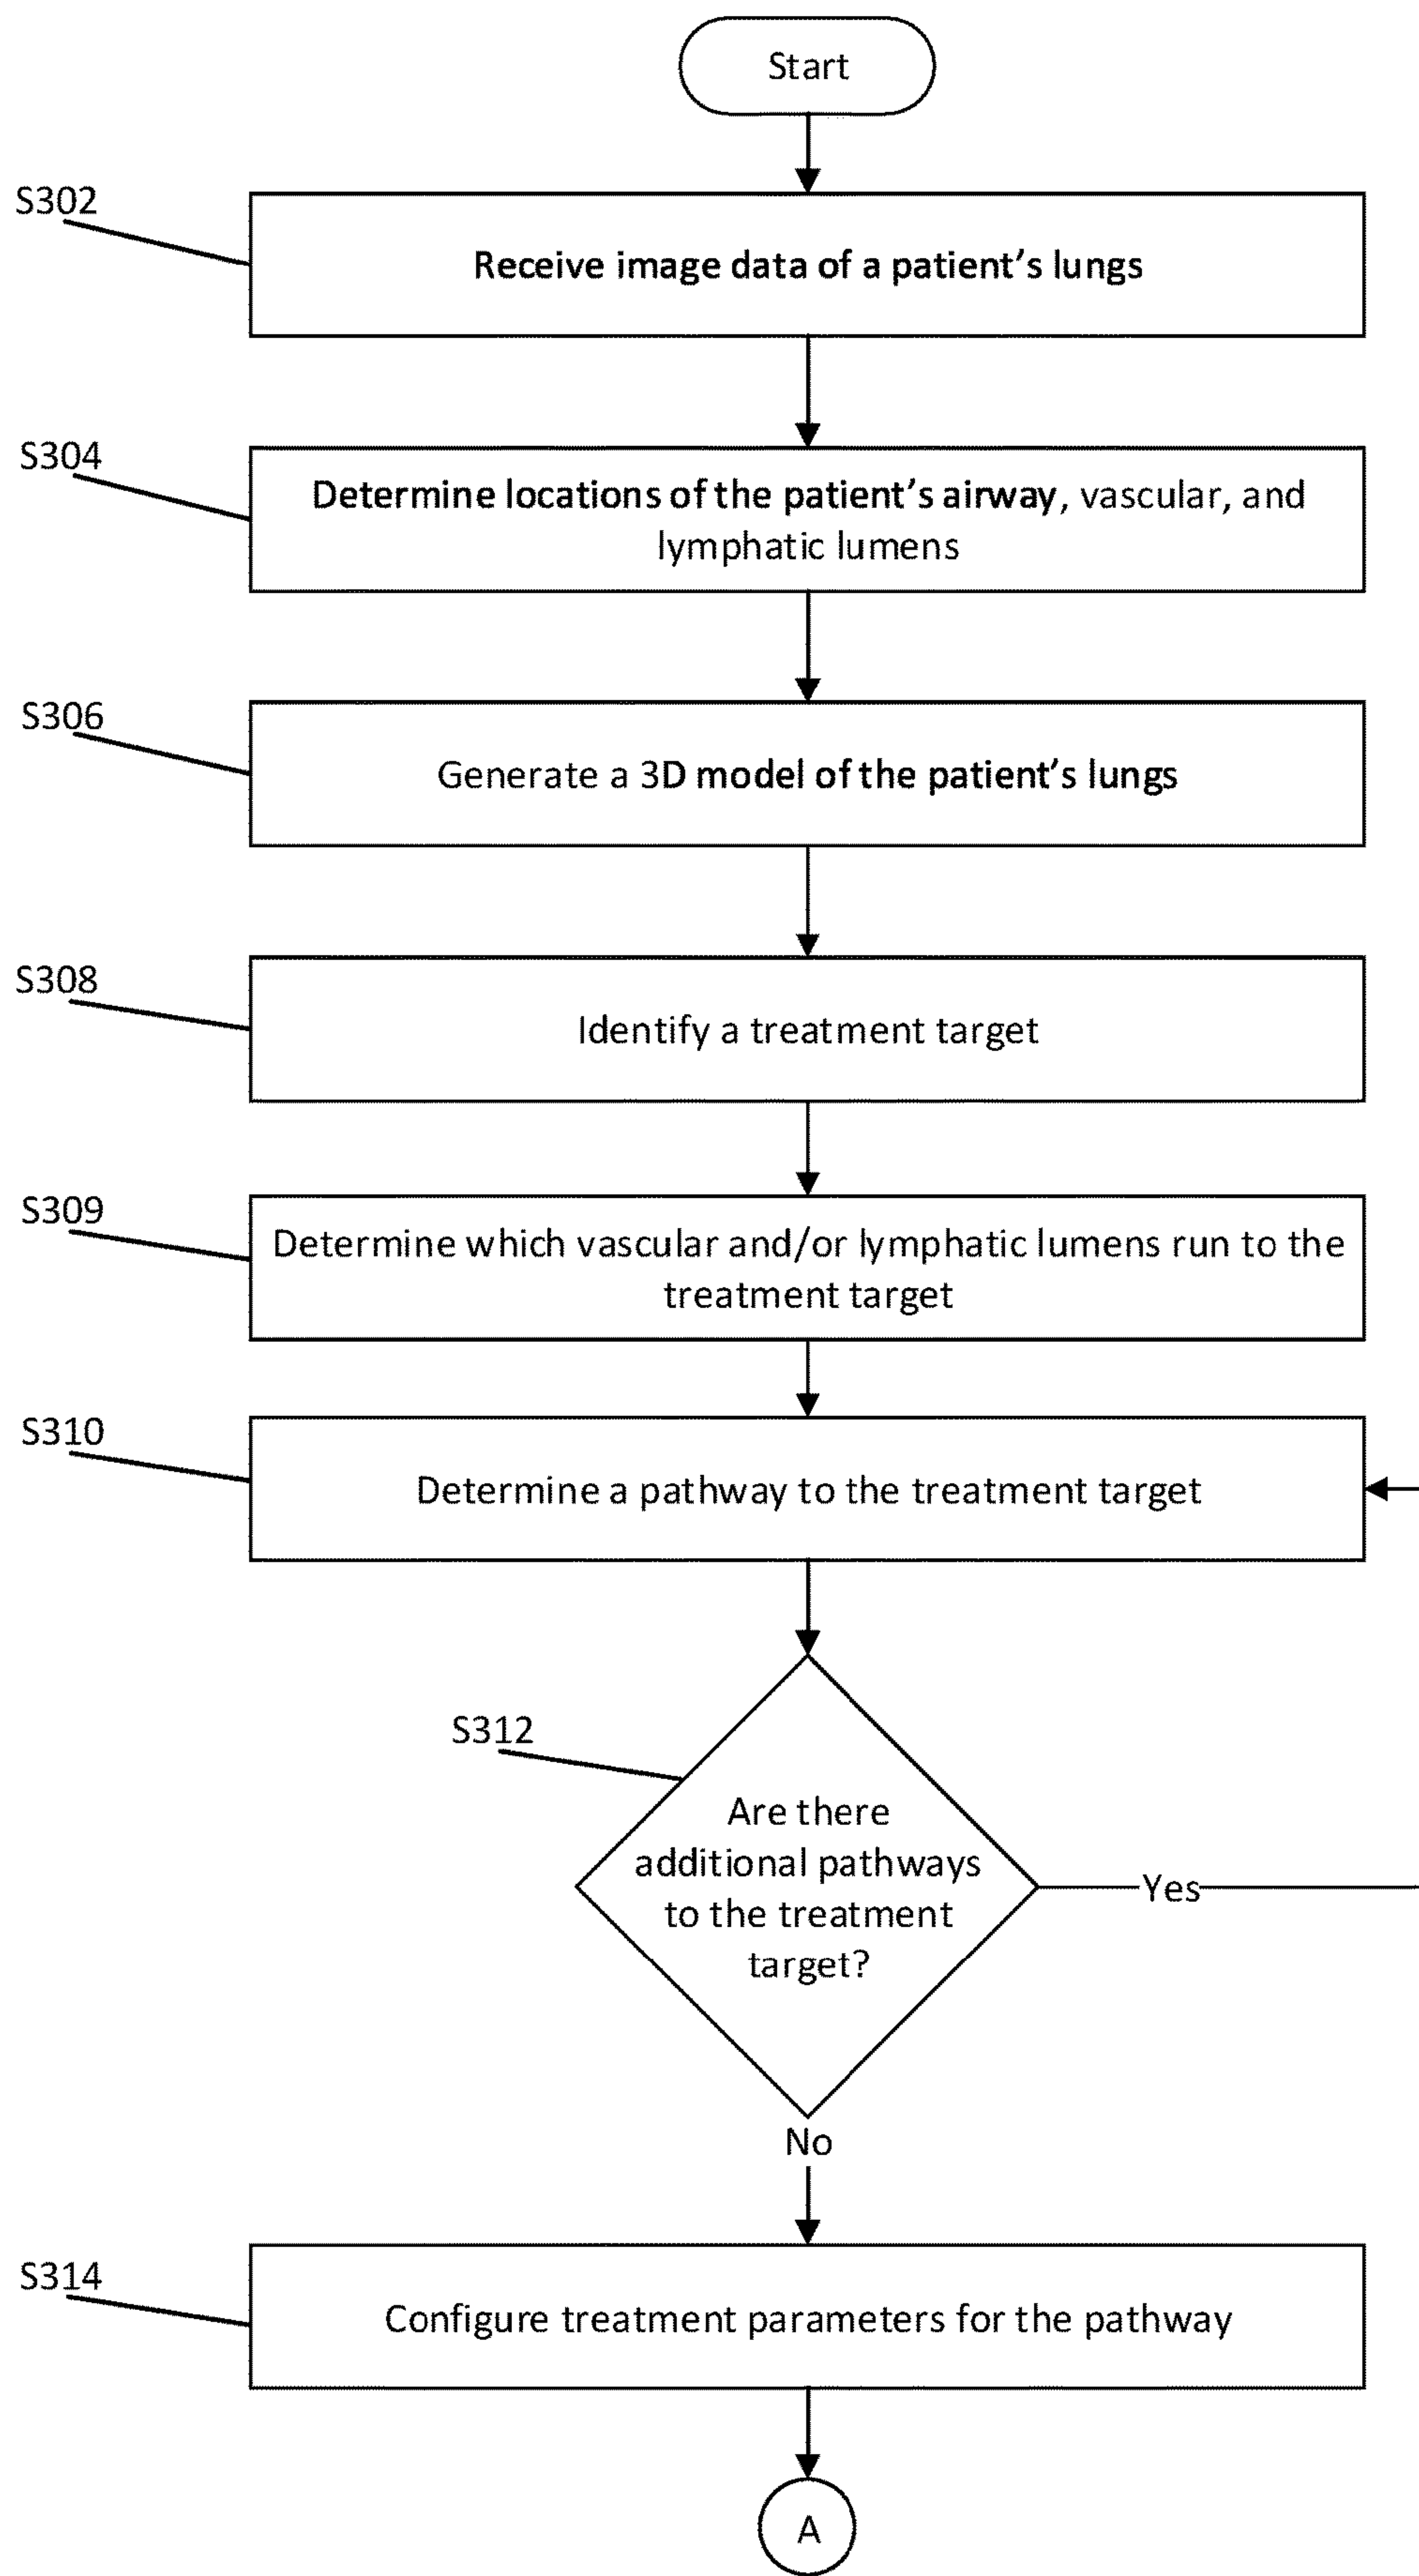 Start
S302
Receive image data of a patient’s lungs
S304
Determine locations of the patient’s airway, vascular, and
lymphatic lumens
S306
Generate a 3D model of the patient’s lungs
S308
Identify a treatment target
S309
Determine which vascular and/or lymphatic lumens run to the
treatment target
S310
Determine a pathway to the treatment target
S312
Are there
additional pathways
to the treatment
target?
Yes
No
S314
Configure treatment parameters for the pathway
A